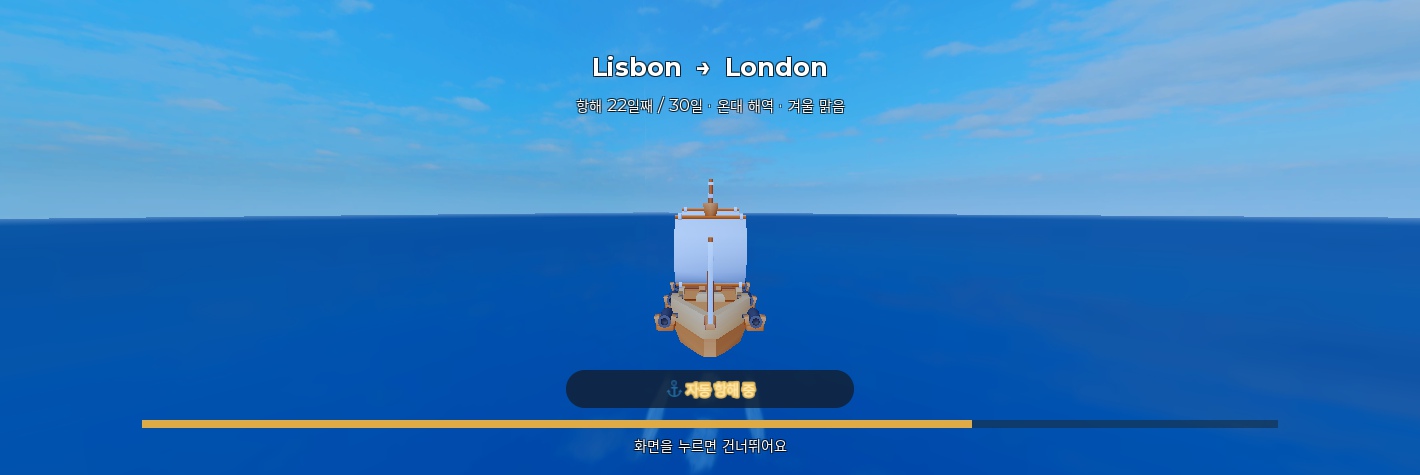 Lisbon → London
항해 22일째 / 30일 · 온대 해역 · 겨울 맑음
⚓ 자동 항해 중
화면을 누르면 건너뛰어요